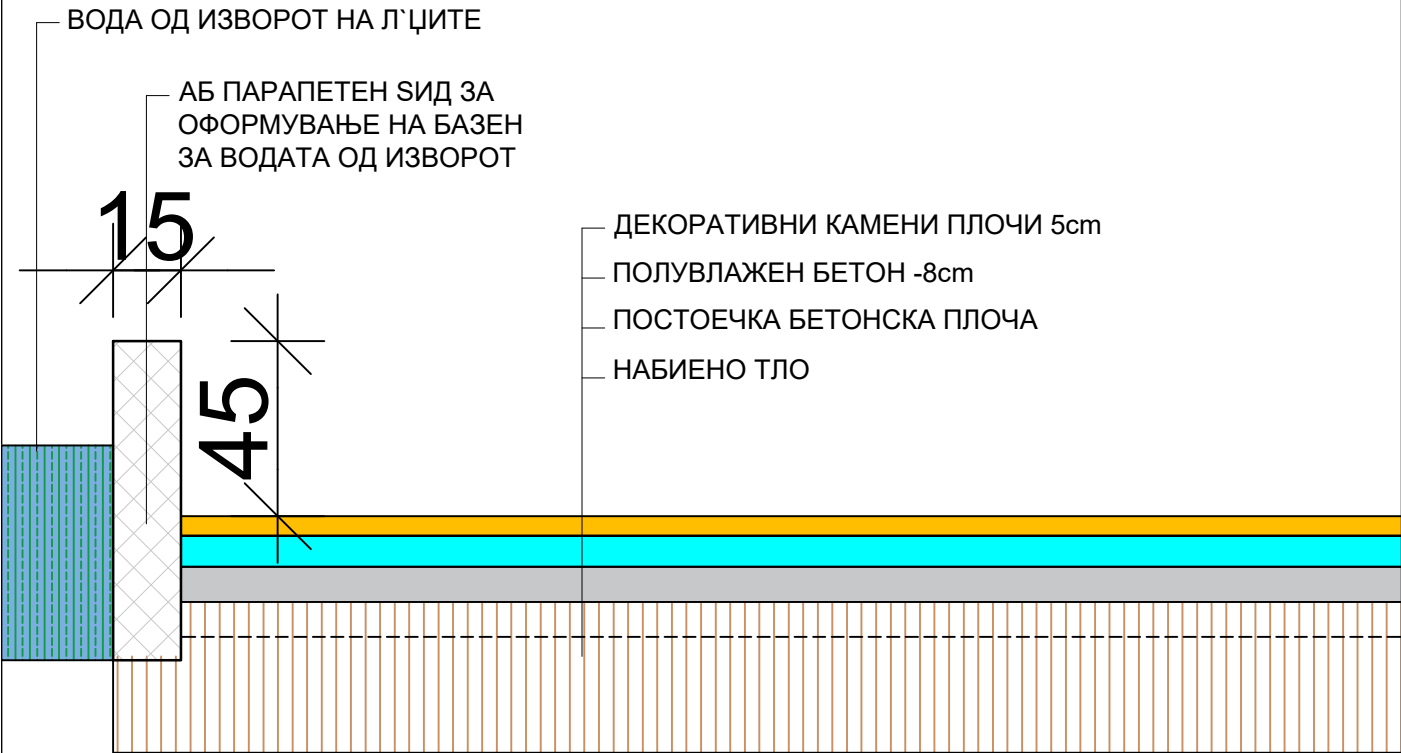 ВОДА ОД ИЗВОРОТ НА Л`ЏИТЕ
АБ ПАРАПЕТЕН ЅИД ЗА
ОФОРМУВАЊЕ НА БАЗЕН
ЗА ВОДАТА ОД ИЗВОРОТ
15
ДЕКОРАТИВНИ КАМЕНИ ПЛОЧИ 5cm
ПОЛУВЛАЖЕН БЕТОН -8cm
ПОСТОЕЧКА БЕТОНСКА ПЛОЧА
НАБИЕНО ТЛО
45